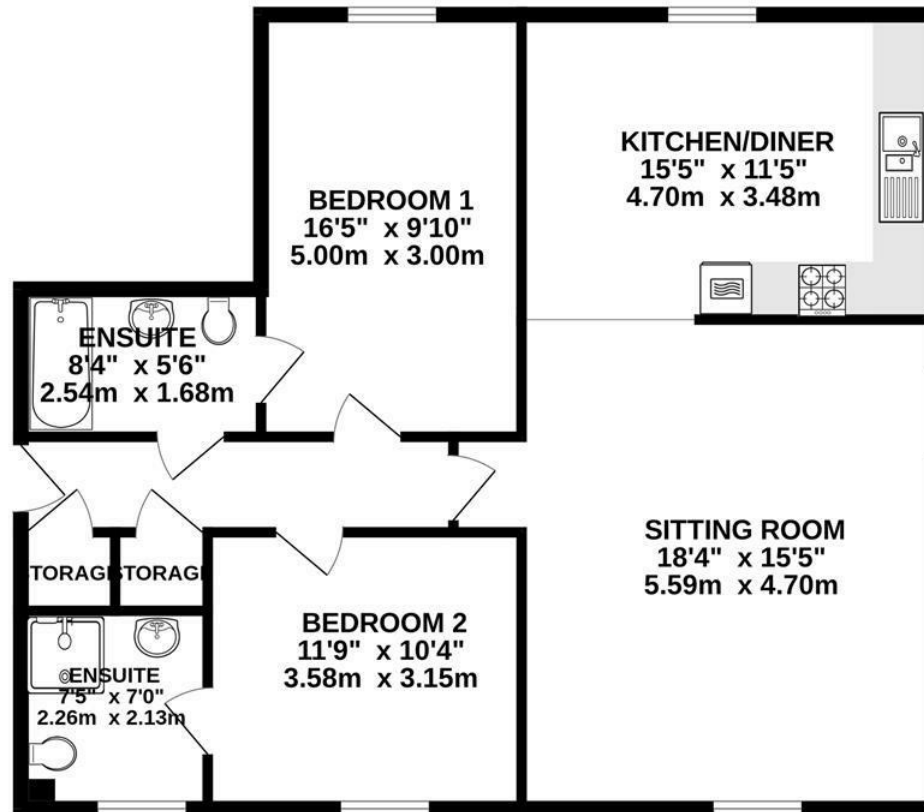 KITCHEN/DINER
15'5" x 11'5"
4.70m x 3.48m
BEDROOM 1
16'5" x 9'10"
5.00m x 3.00m
ENSUITE
8'4" x 5'6"
2.54m x 1.68m
SITTING ROOM
18'4" x 15'5"
5.59m x 4.70m
STORAGE
STORAGE
BEDROOM 2
11'9" x 10'4"
3.58m x 3.15m
ENSUITE
7'5" x 7'0"
2.26m x 2.13m